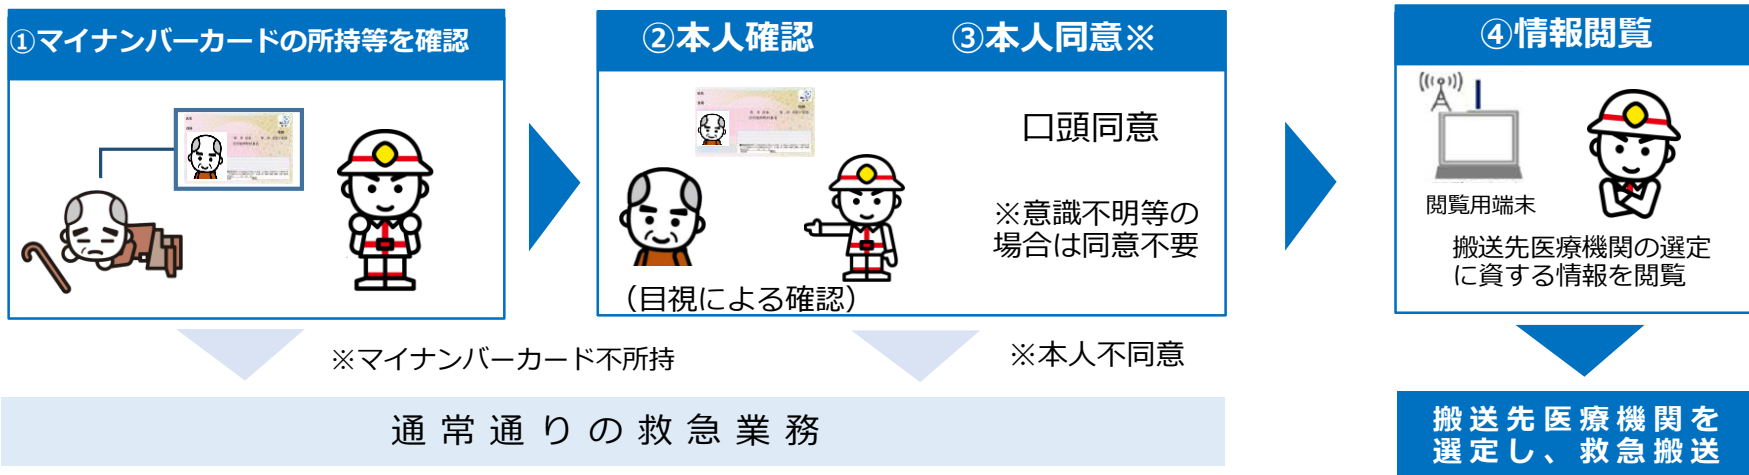 ①マイナンバーカードの所持等を確認
②本人確認
③本人同意※
④情報閲覧
口頭同意
※意識不明等の
場合は同意不要
（目視による確認）
閲覧用端末
搬送先医療機関の選定
に資する情報を閲覧
※マイナンバーカード不所持
※本人不同意
通常通りの救急業務
搬送先医療機関を
選定し、救急搬送